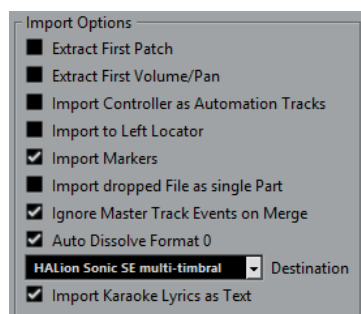 Import Options
Extract First Patch
Extract First Volume/Pan
Import Controller as Automation Tracks
Import to Left Locator
Import Markers
Import dropped File as single Part
Ignore Master Track Events on Merge
Auto Dissolve Format 0
HALion Sonic SE multi-timbral Destination
Import Karaoke Lyrics as Text